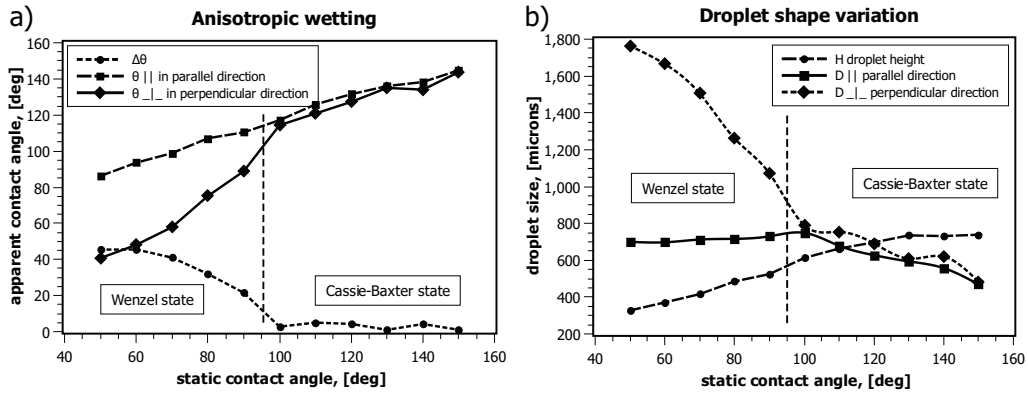 a)
Anisotropic wetting
Δθ
θ || in parallel direction
θ _|_ in perpendicular direction
Wenzel state
Cassie-Baxter state
160
140
120
100
80
60
40
20
0
apparent contact angle, [deg]
40 60 80 100 120 140 160
static contact angle, [deg]
b)
Droplet shape variation
H droplet height
D || parallel direction
D _|_ perpendicular direction
Wenzel state
Cassie-Baxter state
1,800
1,600
1,400
1,200
1,000
800
600
400
200
droplet size, [microns]
40 60 80 100 120 140 160
static contact angle, [deg]